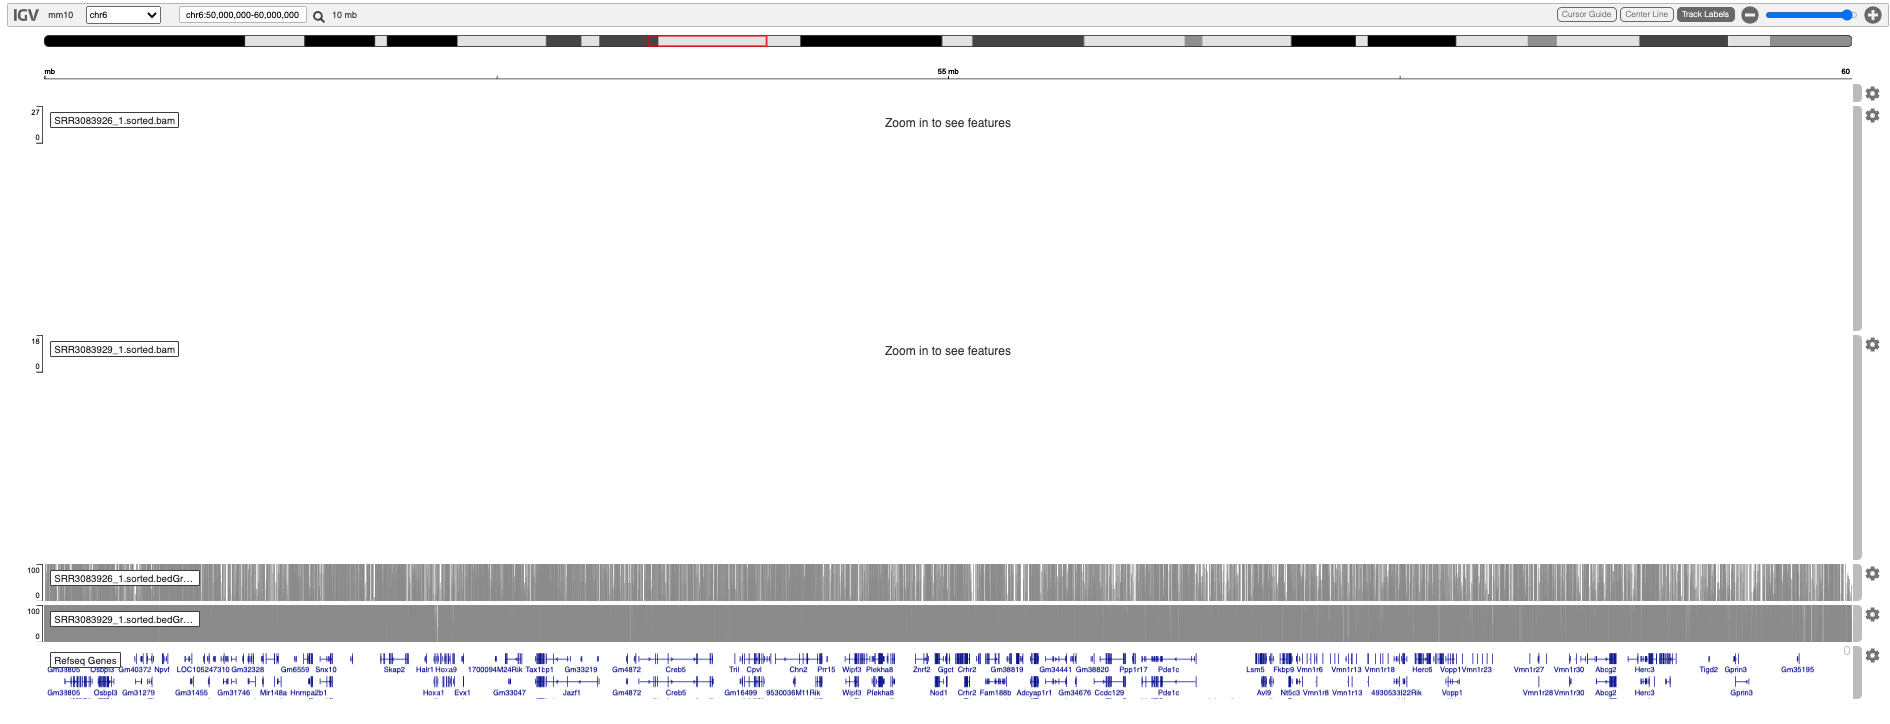 IGV mm10 chr6 chr6:50,000,000-60,000,000 10 mb Cursor Guide Center Line Track Labels
mb 55 mb 60
27
SRR3083926_1.sorted.bam
Zoom in to see features
0
18
SRR3083929_1.sorted.bam
Zoom in to see features
0
100
SRR3083926_1.sorted.bedGr...
0
100
SRR3083929_1.sorted.bedGr...
0
Refseq Genes
0
Gm38805 Osbpl3 Gm40372 Npvf LOC105247310 Gm32328 Gm6559 Snx10 Skap2 Halr1 Hoxa9 1700094M24Rik Tax1bp1 Gm33219 Gm4872 Creb5 Tril Cpvl Chn2 Prr15 Wipf3 Plekha8 Znrf2 Ggct Crhr2 Gm38819 Gm34441 Gm38820 Ppp1r17 Pde1c Lsm5 Fkbp9 Vmn1r6 Vmn1r13 Vmn1r18 Herc6 Vopp1 Vmn1r23 Vmn1r27 Vmn1r30 Abcg2 Herc3 Tigd2 Gprin3 Gm35195
Gm38805 Osbpl3 Gm31279 Gm31455 Gm31746 Mir148a Hnrnpa2b1 Hoxa1 Evx1 Gm33047 Jazf1 Gm4872 Creb5 Gm16499 9530036M11Rik Wipf3 Plekha8 Nod1 Crhr2 Fam188b Adcyap1r1 Gm34676 Ccdc129 Pde1c Avl9 Nt5c3 Vmn1r8 Vmn1r13 4930533I22Rik Vopp1 Vmn1r28 Vmn1r30 Abcg2 Herc3 Gprin3